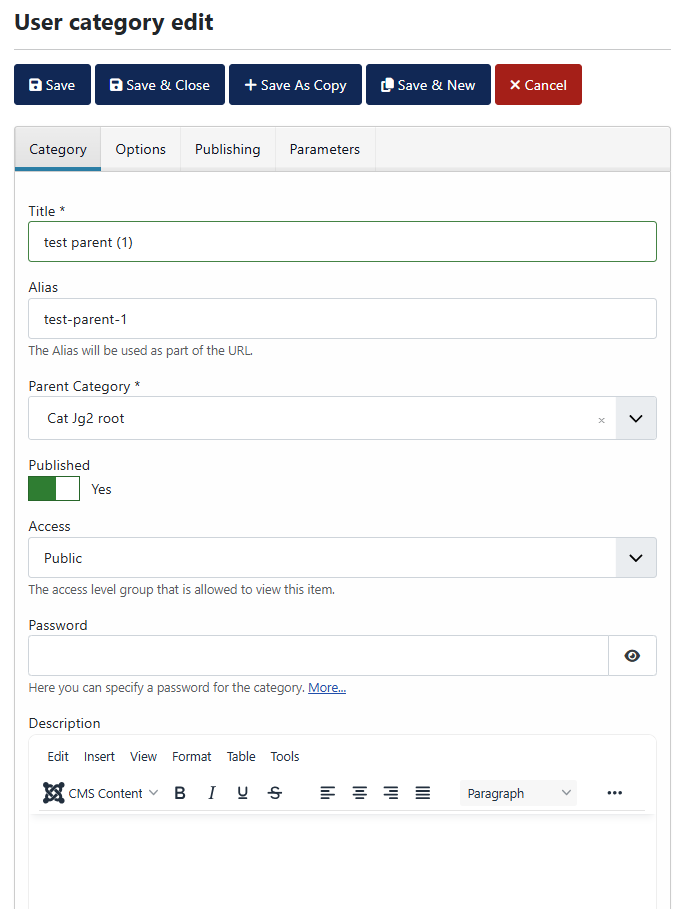 User category edit
Save Save & Close Save As Copy Save & New Cancel
Category Options Publishing Parameters
Title *
test parent (1)
Alias
test-parent-1
The Alias will be used as part of the URL.
Parent Category *
Cat Jg2 root ×
Published
Yes
Access
Public
The access level group that is allowed to view this item.
Password
Here you can specify a password for the category. More...
Description
Edit Insert View Format Table Tools
CMS Content B I U S Paragraph ...